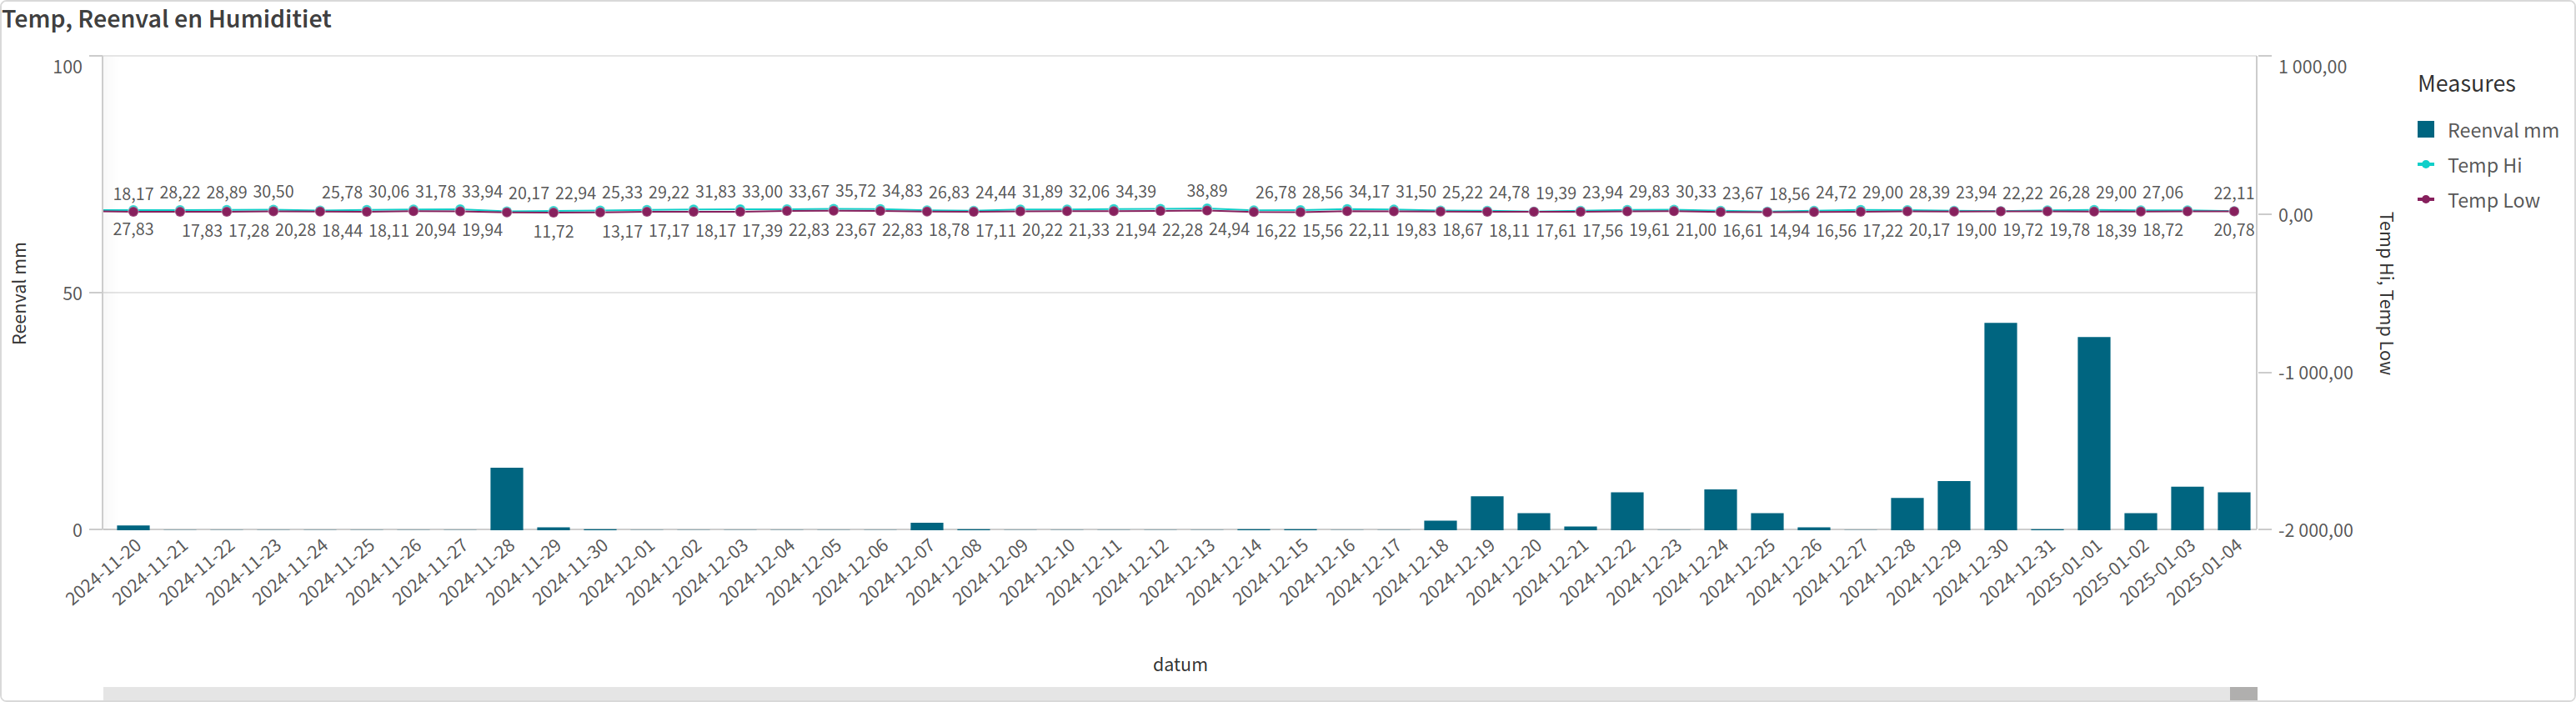 Temp, Reenval en Humiditiet
100
50
0
Reenval mm
1 000,00
0,00
-1 000,00
-2 000,00
Temp Hi, Temp Low
Measures
Reenval mm
Temp Hi
Temp Low
18,17 28,22 28,89 30,50 25,78 30,06 31,78 33,94 20,17 22,94 25,33 29,22 31,83 33,00 33,67 35,72 34,83 26,83 24,44 31,89 32,06 34,39 38,89 26,78 28,56 34,17 31,50 25,22 24,78 19,39 23,94 29,83 30,33 23,67 18,56 24,72 29,00 28,39 23,94 22,22 26,28 29,00 27,06 22,11
27,83 17,83 17,28 20,28 18,44 18,11 20,94 19,94 11,72 13,17 17,17 18,17 17,39 22,83 23,67 22,83 18,78 17,11 20,22 21,33 21,94 22,28 24,94 16,22 15,56 22,11 19,83 18,67 18,11 17,61 17,56 19,61 21,00 16,61 14,94 16,56 17,22 20,17 19,00 19,72 19,78 18,39 18,72 20,78
2024-11-20 2024-11-21 2024-11-22 2024-11-23 2024-11-24 2024-11-25 2024-11-26 2024-11-27 2024-11-28 2024-11-29 2024-11-30 2024-12-01 2024-12-02 2024-12-03 2024-12-04 2024-12-05 2024-12-06 2024-12-07 2024-12-08 2024-12-09 2024-12-10 2024-12-11 2024-12-12 2024-12-13 2024-12-14 2024-12-15 2024-12-16 2024-12-17 2024-12-18 2024-12-19 2024-12-20 2024-12-21 2024-12-22 2024-12-23 2024-12-24 2024-12-25 2024-12-26 2024-12-27 2024-12-28 2024-12-29 2024-12-30 2024-12-31 2025-01-01 2025-01-02 2025-01-03 2025-01-04
datum